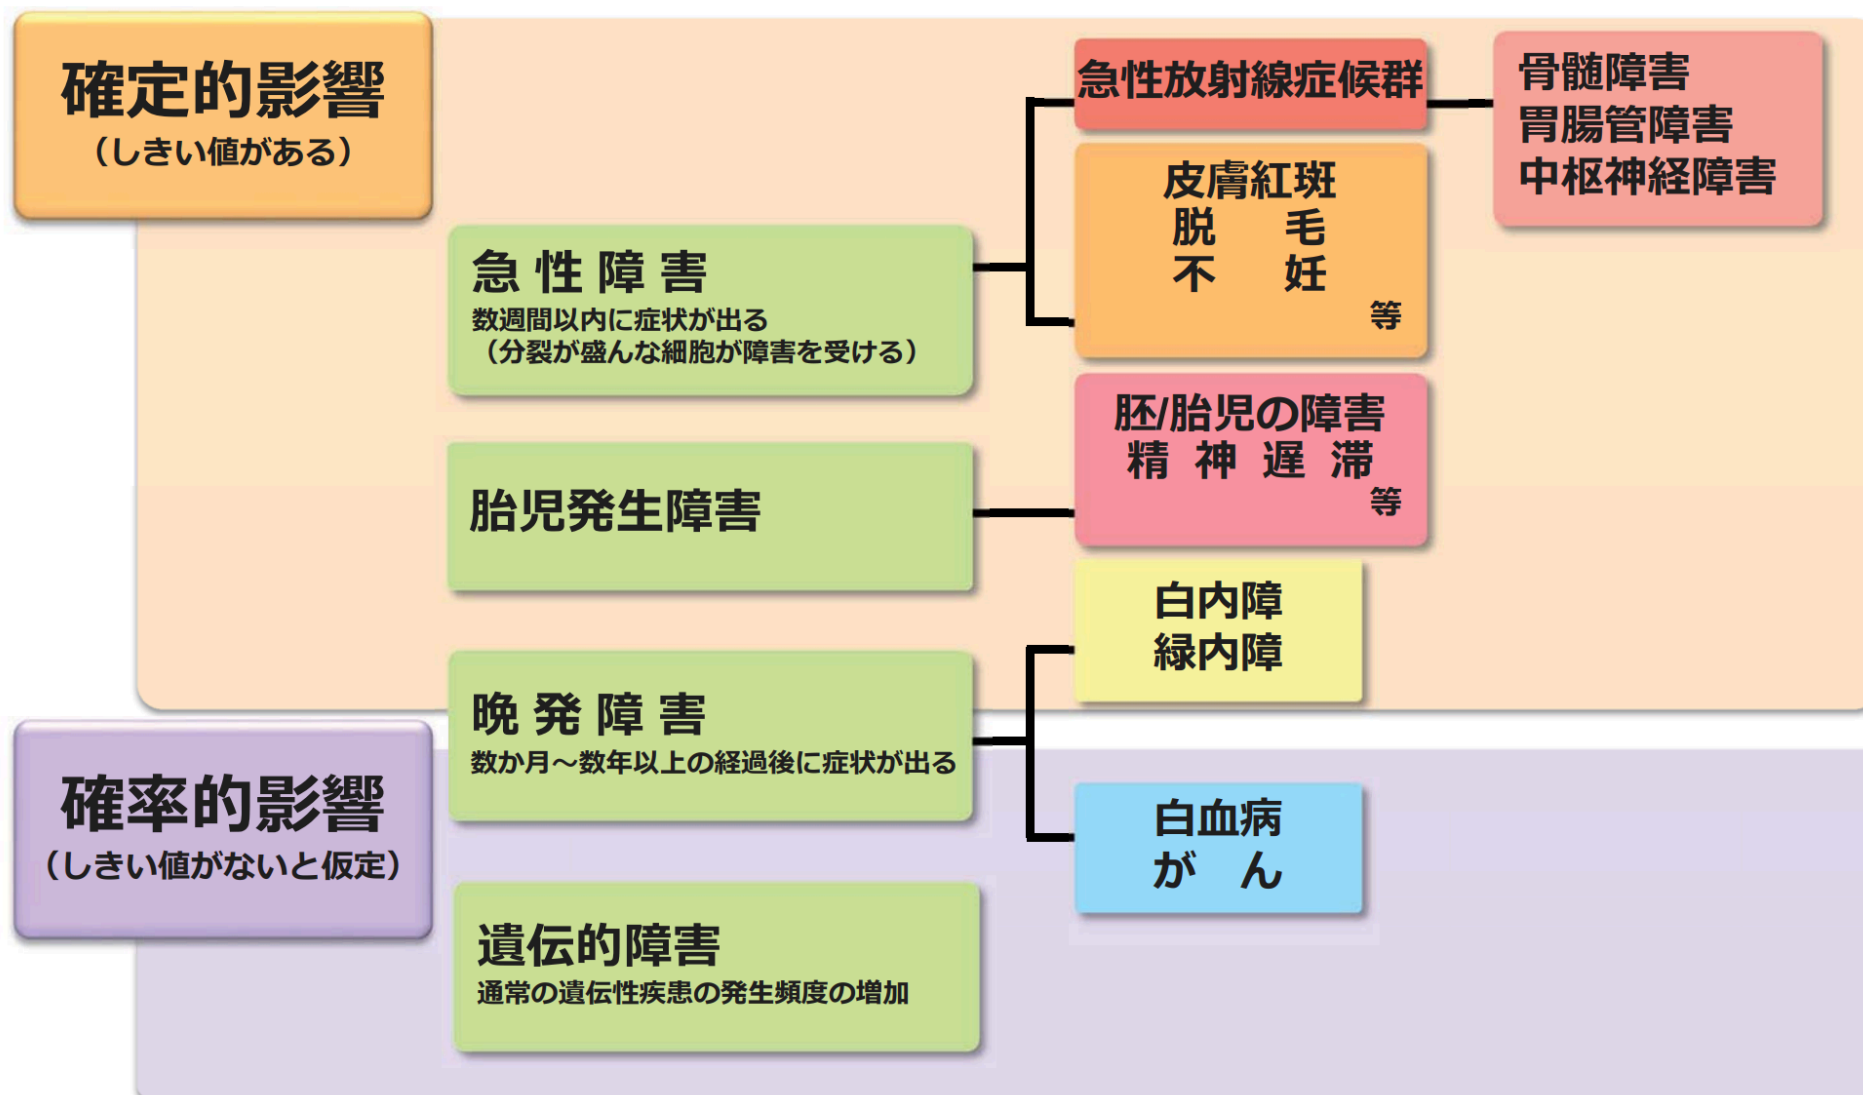 確定的影響
（しきい値がある）
急性障害
数週間以内に症状が出る
（分裂が盛んな細胞が障害を受ける）
急性放射線症候群
骨髄障害
胃腸管障害
中枢神経障害
皮膚紅斑
脱毛
不妊
等
胎児発生障害
胚/胎児の障害
精神遅滞
等
晩発障害
数か月～数年以上の経過後に症状が出る
白内障
緑内障
確率的影響
（しきい値がないと仮定）
白血病
がん
遺伝的障害
通常の遺伝性疾患の発生頻度の増加